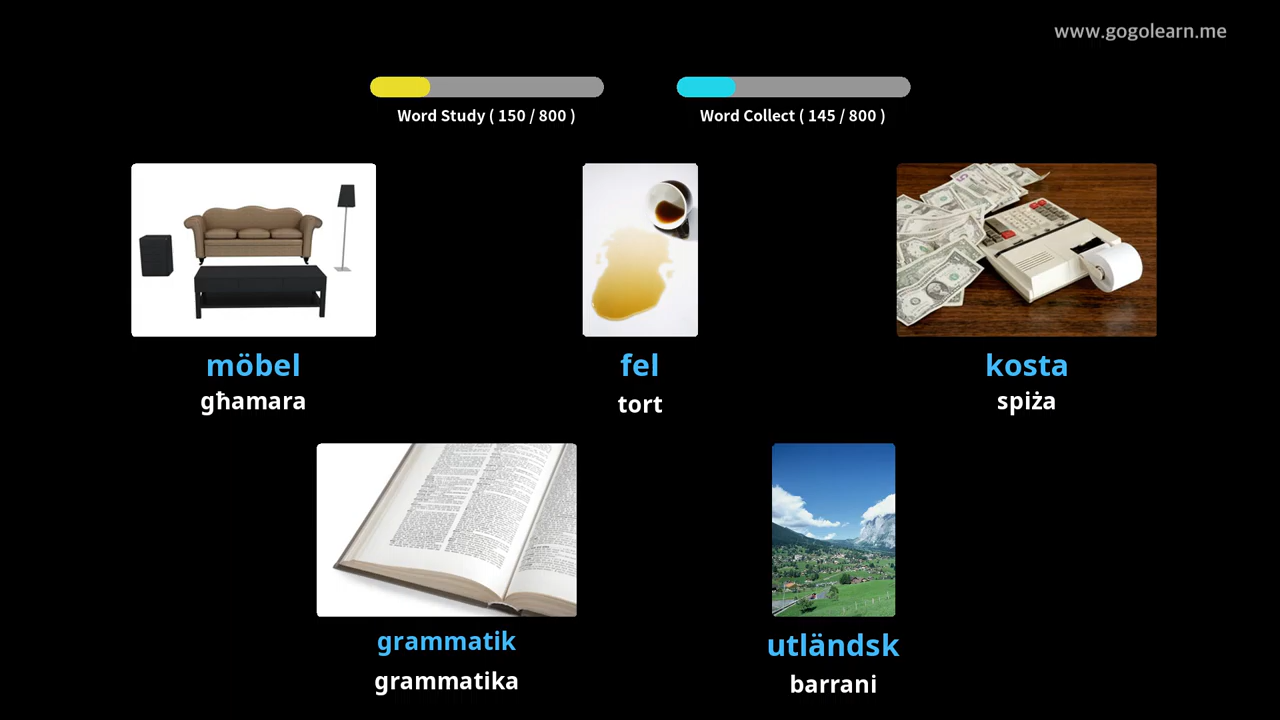 www.gogolearn.me
Word Study ( 150 / 800 )
Word Collect ( 145 / 800 )
möbel
għamara
fel
tort
kosta
spiża
grammatik
grammatika
utländsk
barrani